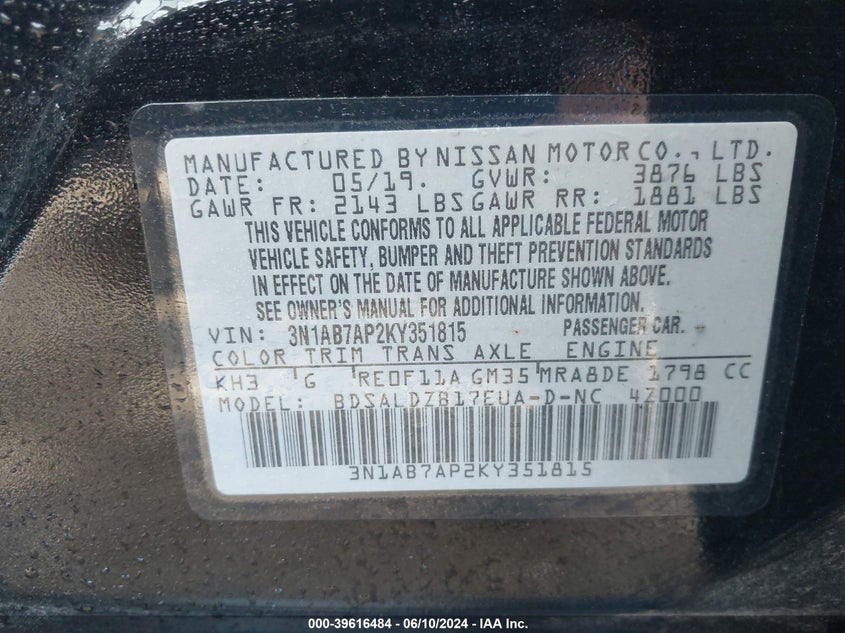 MANUFACTURED BY NISSAN MOTOR CO., LTD.
DATE: 05/19. GVWR: 3876 LBS
GAWR FR: 2143 LBS GAWR RR: 1881 LBS
THIS VEHICLE CONFORMS TO ALL APPLICABLE FEDERAL MOTOR
VEHICLE SAFETY, BUMPER AND THEFT PREVENTION STANDARDS
IN EFFECT ON THE DATE OF MANUFACTURE SHOWN ABOVE.
SEE OWNER'S MANUAL FOR ADDITIONAL INFORMATION.
VIN: 3N1AB7AP2KY351815 PASSENGER CAR.
COLOR TRIM TRANS AXLE ENGINE
KH3 G RE0F11A GM35 MRA8DE 1798 CC
MODEL: BDSALDZB17EUA-D-NC 4Z000
3N1AB7AP2KY351815
000-39616484 — 06/10/2024 — IAA Inc.